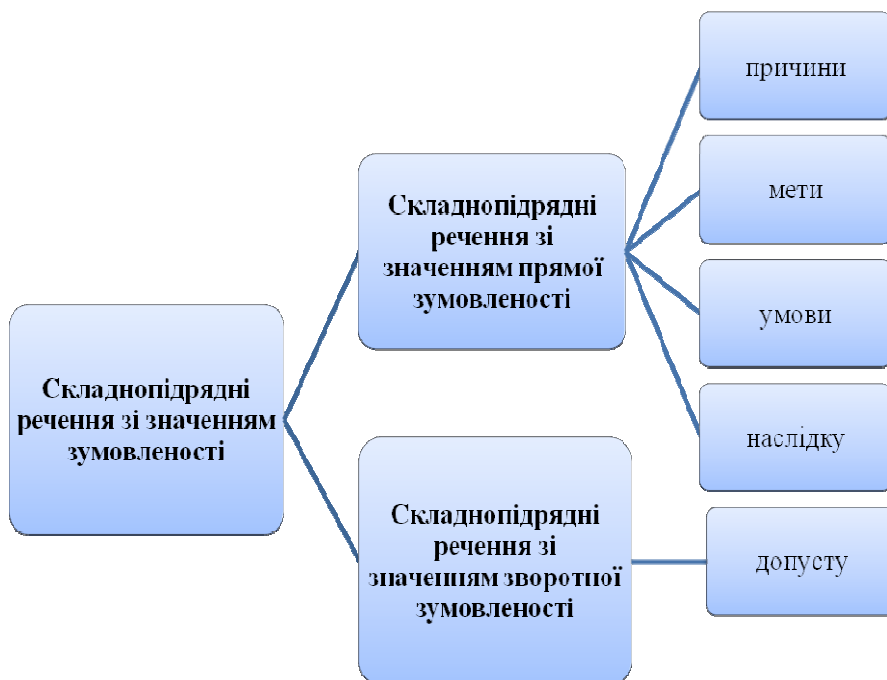 Складнопідрядні
речення зі значенням
зумовленості
Складнопідрядні
речення зі
значенням прямої
зумовленості
причини
мети
умови
наслідку
Складнопідрядні
речення зі
значенням зворотної
зумовленості
допусту